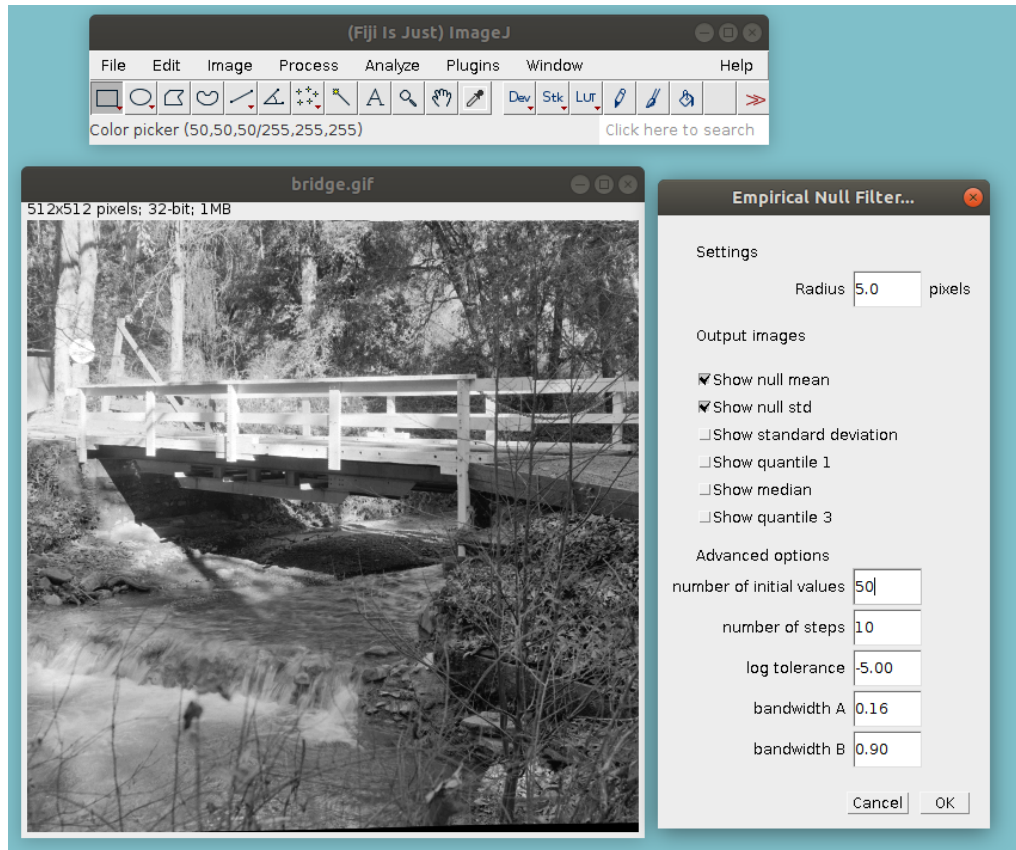 (Fiji Is Just) ImageJ
File Edit Image Process Analyze Plugins Window Help
A Dev Stk LUT >>
Color picker (50,50,50/255,255,255) Click here to search
bridge.gif
512x512 pixels; 32-bit; 1MB
Empirical Null Filter...
Settings
Radius 5.0 pixels
Output images
Show null mean
Show null std
Show standard deviation
Show quantile 1
Show median
Show quantile 3
Advanced options
number of initial values 50
number of steps 10
log tolerance -5.00
bandwidth A 0.16
bandwidth B 0.90
Cancel OK